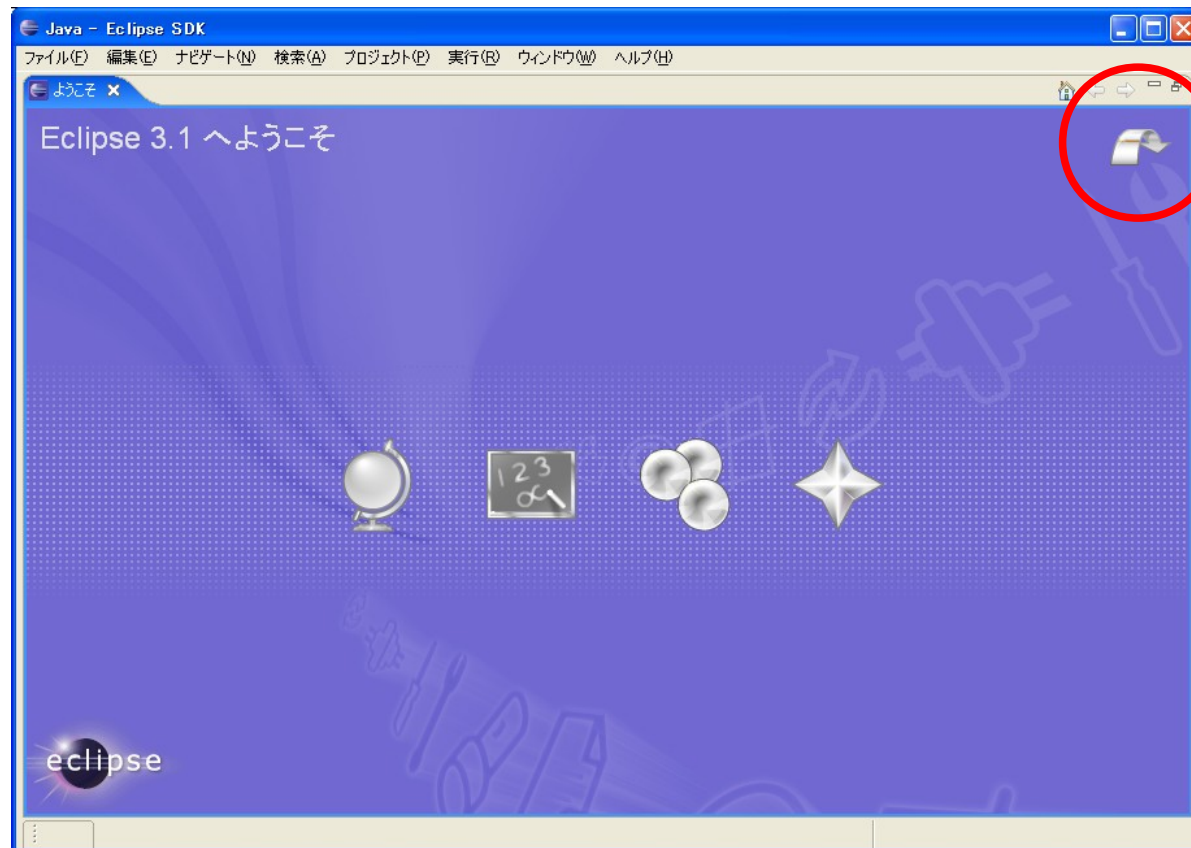 Java - Eclipse SDK
ファイル(F) 編集(E) ナビゲート(N) 検索(A) プロジェクト(P) 実行(R) ウィンドウ(W) ヘルプ(H)
ようこそ
Eclipse 3.1 へようこそ
123
eclipse